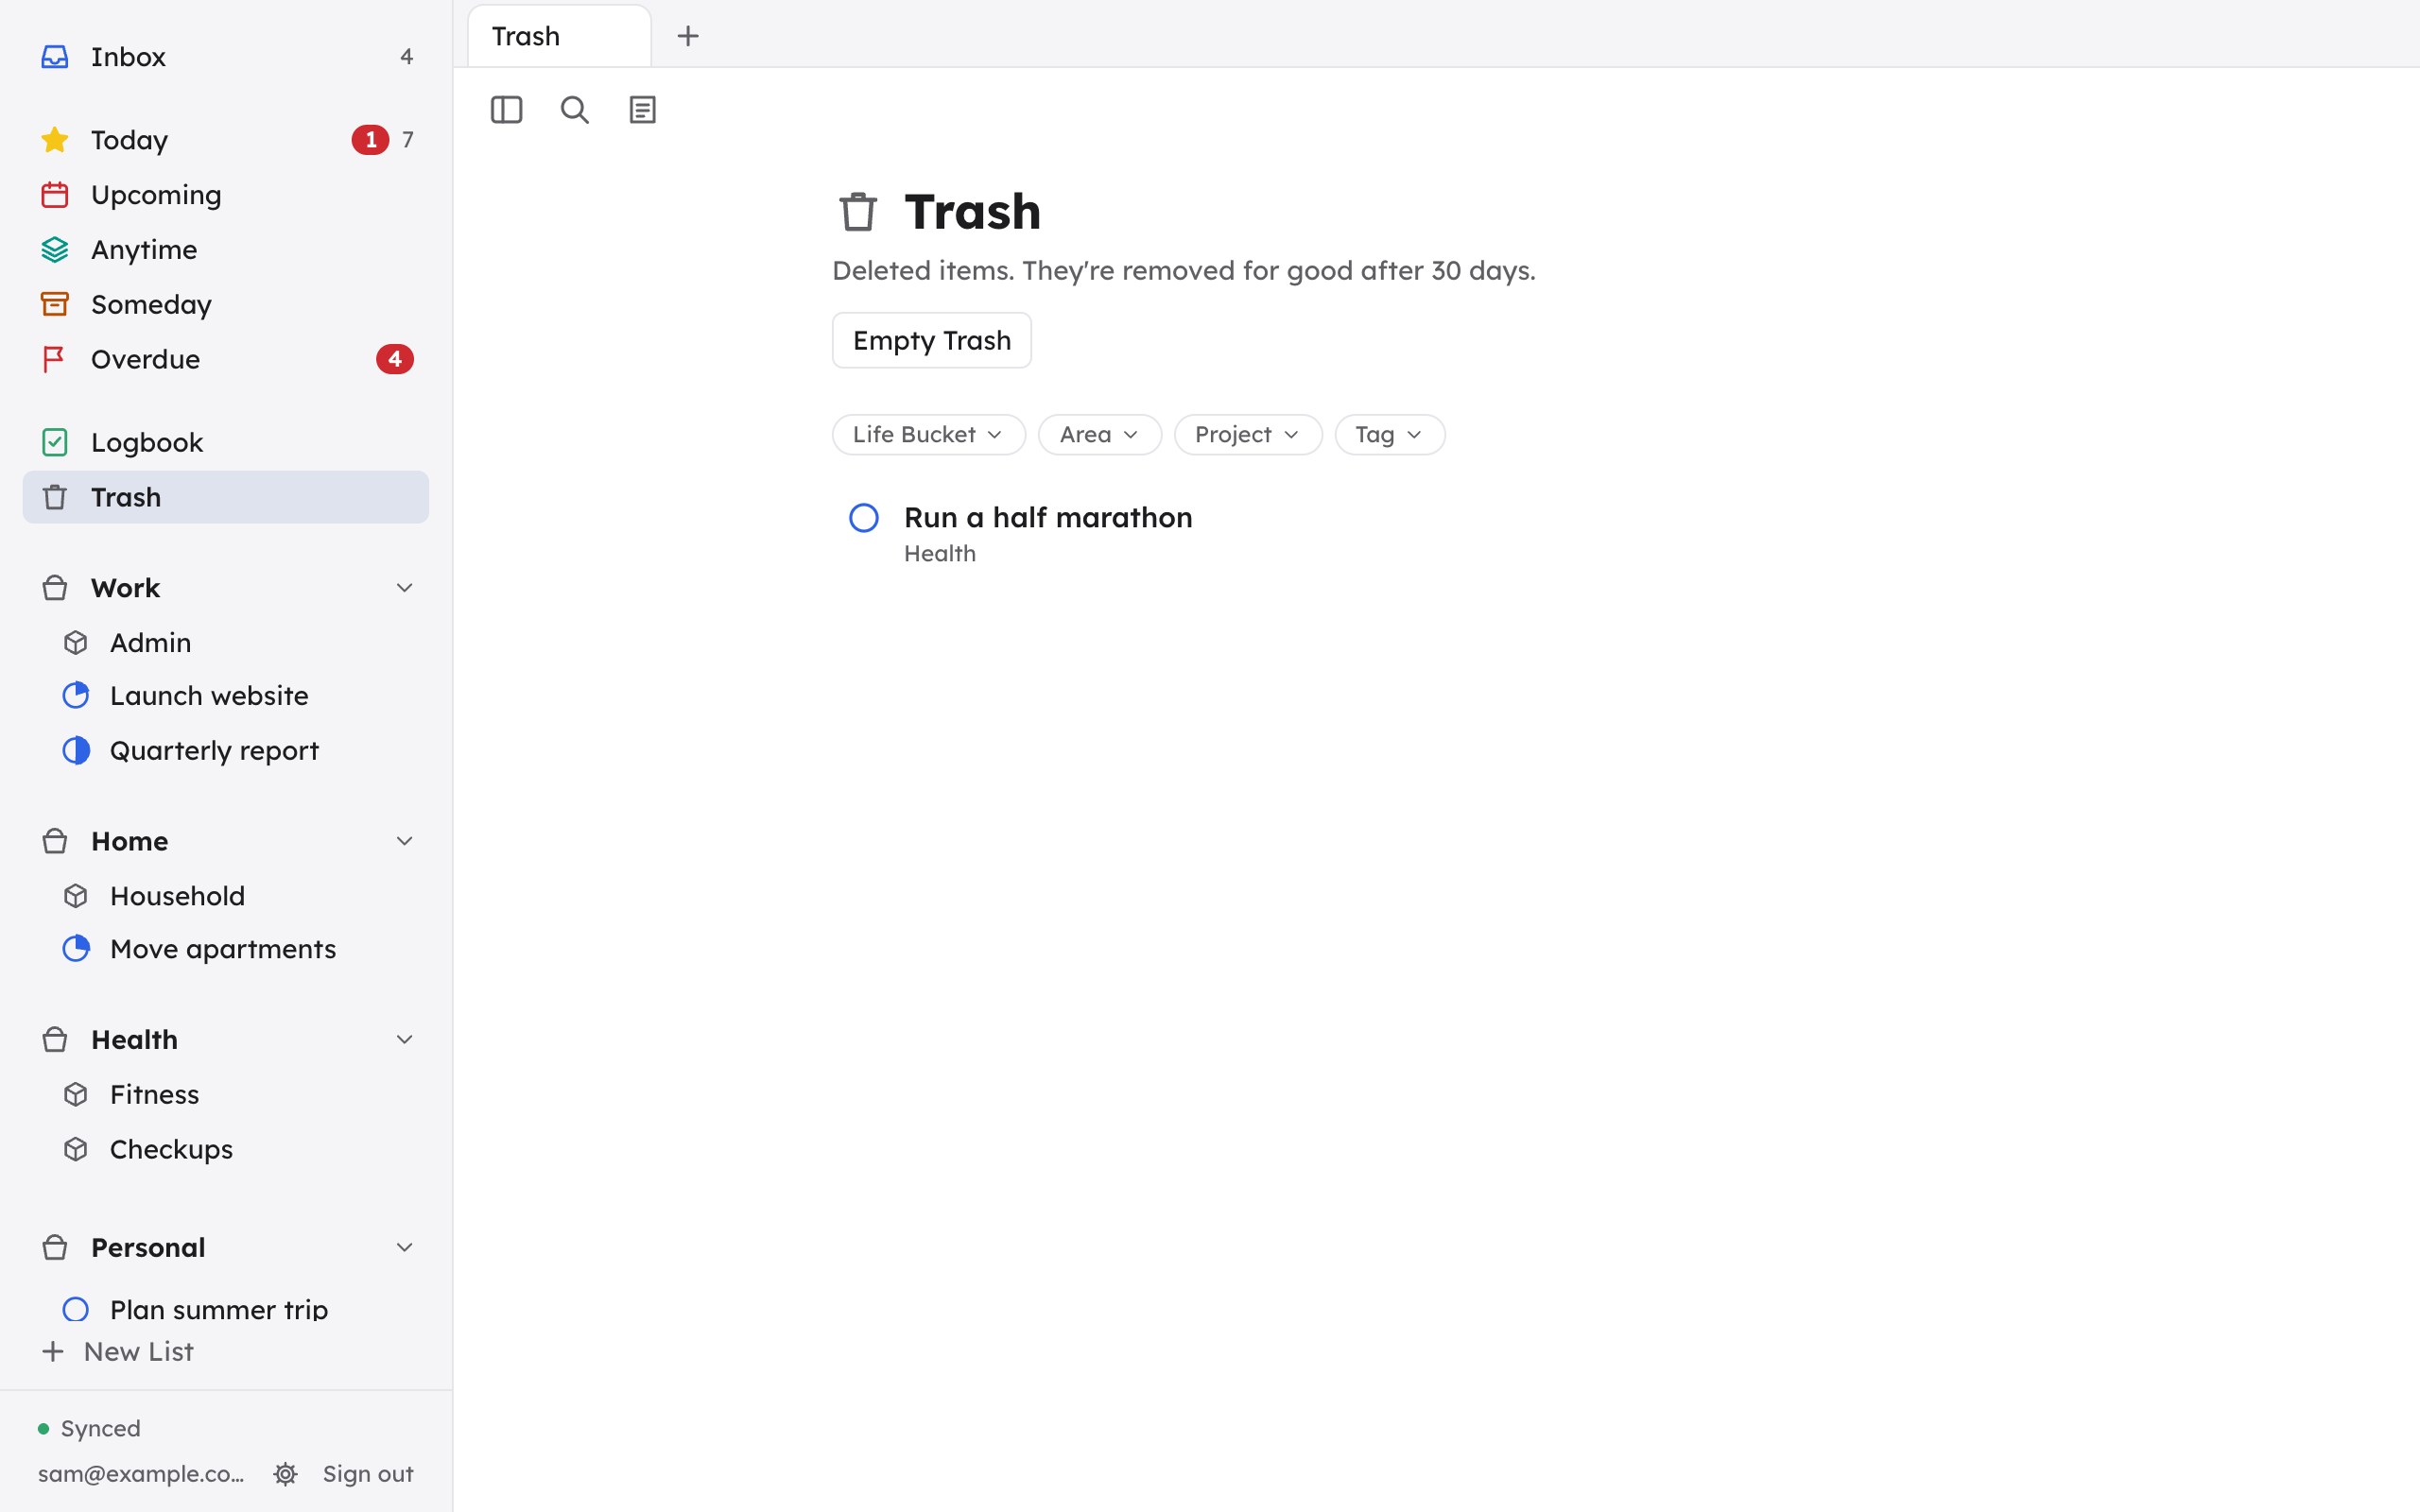 Inbox 4
Today 1 7
Upcoming
Anytime
Someday
Overdue 4
Logbook
Trash
Work
Admin
Launch website
Quarterly report
Home
Household
Move apartments
Health
Fitness
Checkups
Personal
Plan summer trip
New List
Synced
sam@example.co... Sign out
Trash
Trash
Deleted items. They're removed for good after 30 days.
Empty Trash
Life Bucket Area Project Tag
Run a half marathon
Health